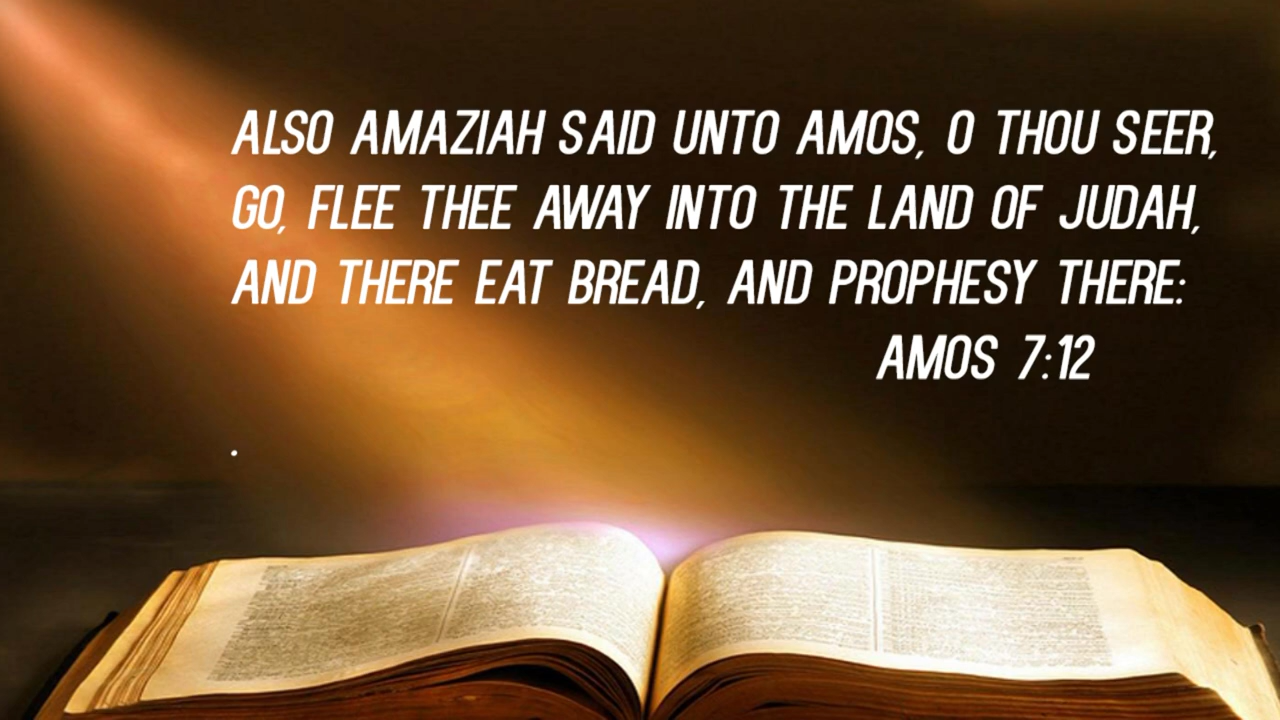 ALSO AMAZIAH SAID UNTO AMOS, O THOU SEER,
GO, FLEE THEE AWAY INTO THE LAND OF JUDAH,
AND THERE EAT BREAD, AND PROPHESY THERE:
AMOS 7:12
.